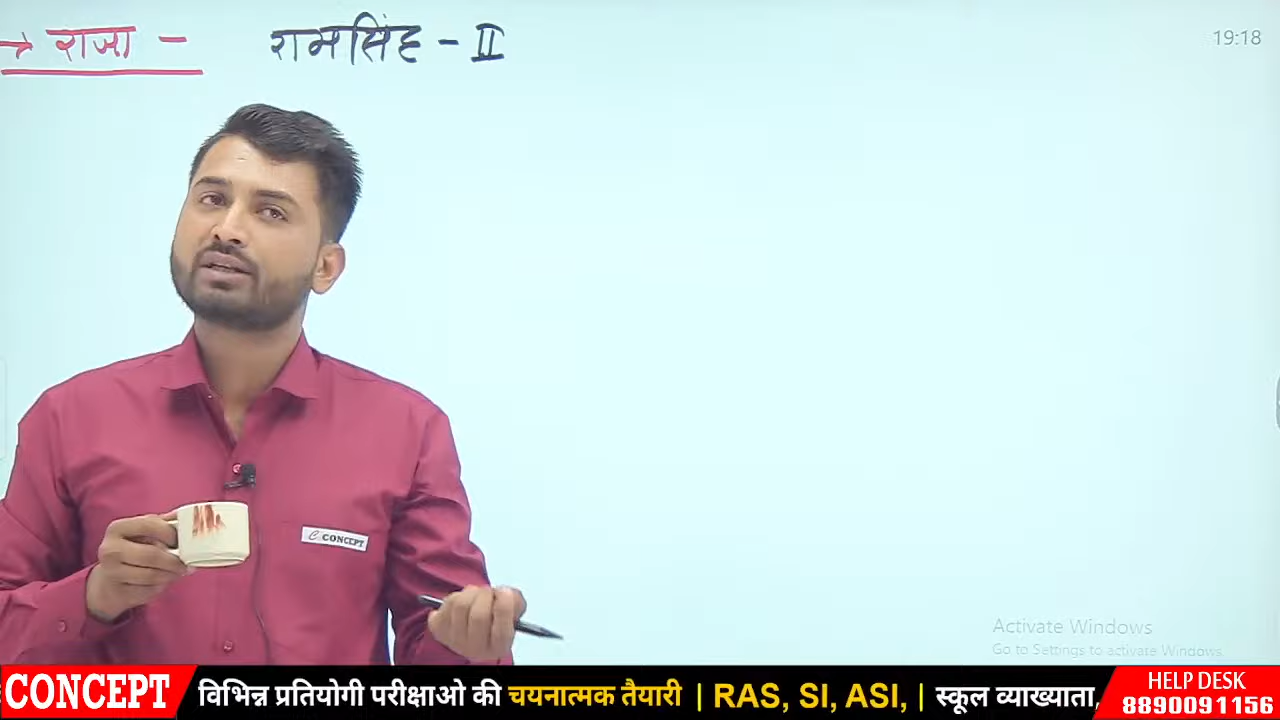 → राजा - रामसिंह - II
19:18
C CONCEPT
Activate Windows
Go to Settings to activate Windows.
CONCEPT विभिन्न प्रतियोगी परीक्षाओ की चयनात्मक तैयारी | RAS, SI, ASI, | स्कूल व्याख्याता,
HELP DESK
8890091156